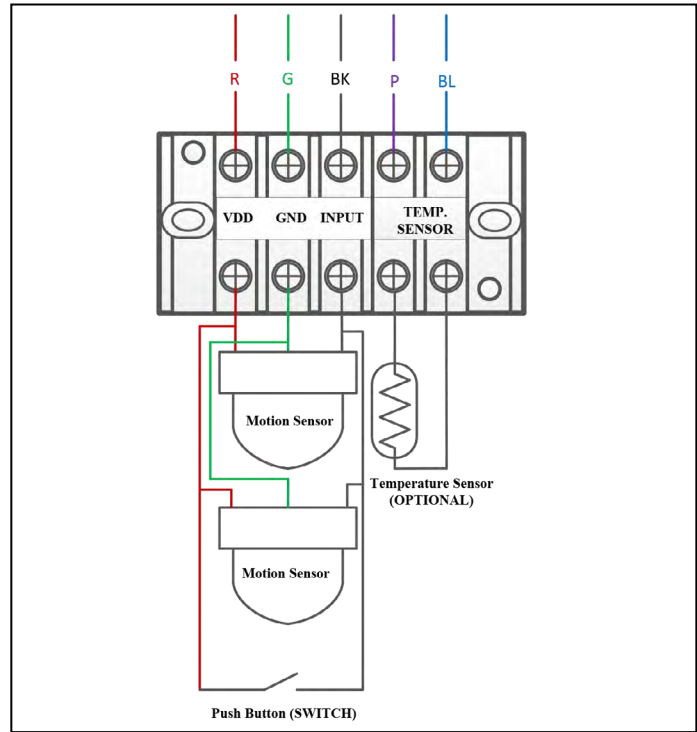 R G BK P BL
VDD GND INPUT TEMP.
SENSOR
Motion Sensor
Temperature Sensor
(OPTIONAL)
Motion Sensor
Push Button (SWITCH)